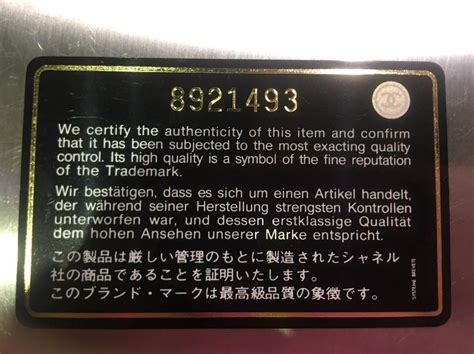 8921493
We certify the authenticity of this item and confirm
that it has been subjected to the most exacting quality
control. Its high quality is a symbol of the fine reputation
of the Trademark.
Wir bestätigen, dass es sich um einen Artikel handelt,
der während seiner Herstellung strengsten Kontrollen
unterworfen war, und dessen erstklassige Qualität
dem hohen Ansehen unserer Marke entspricht.
この製品は厳しい管理のもとに製造されたシャネル
社の商品であることを証明いたします。
このブランド・マークは最高級品質の象徴です。